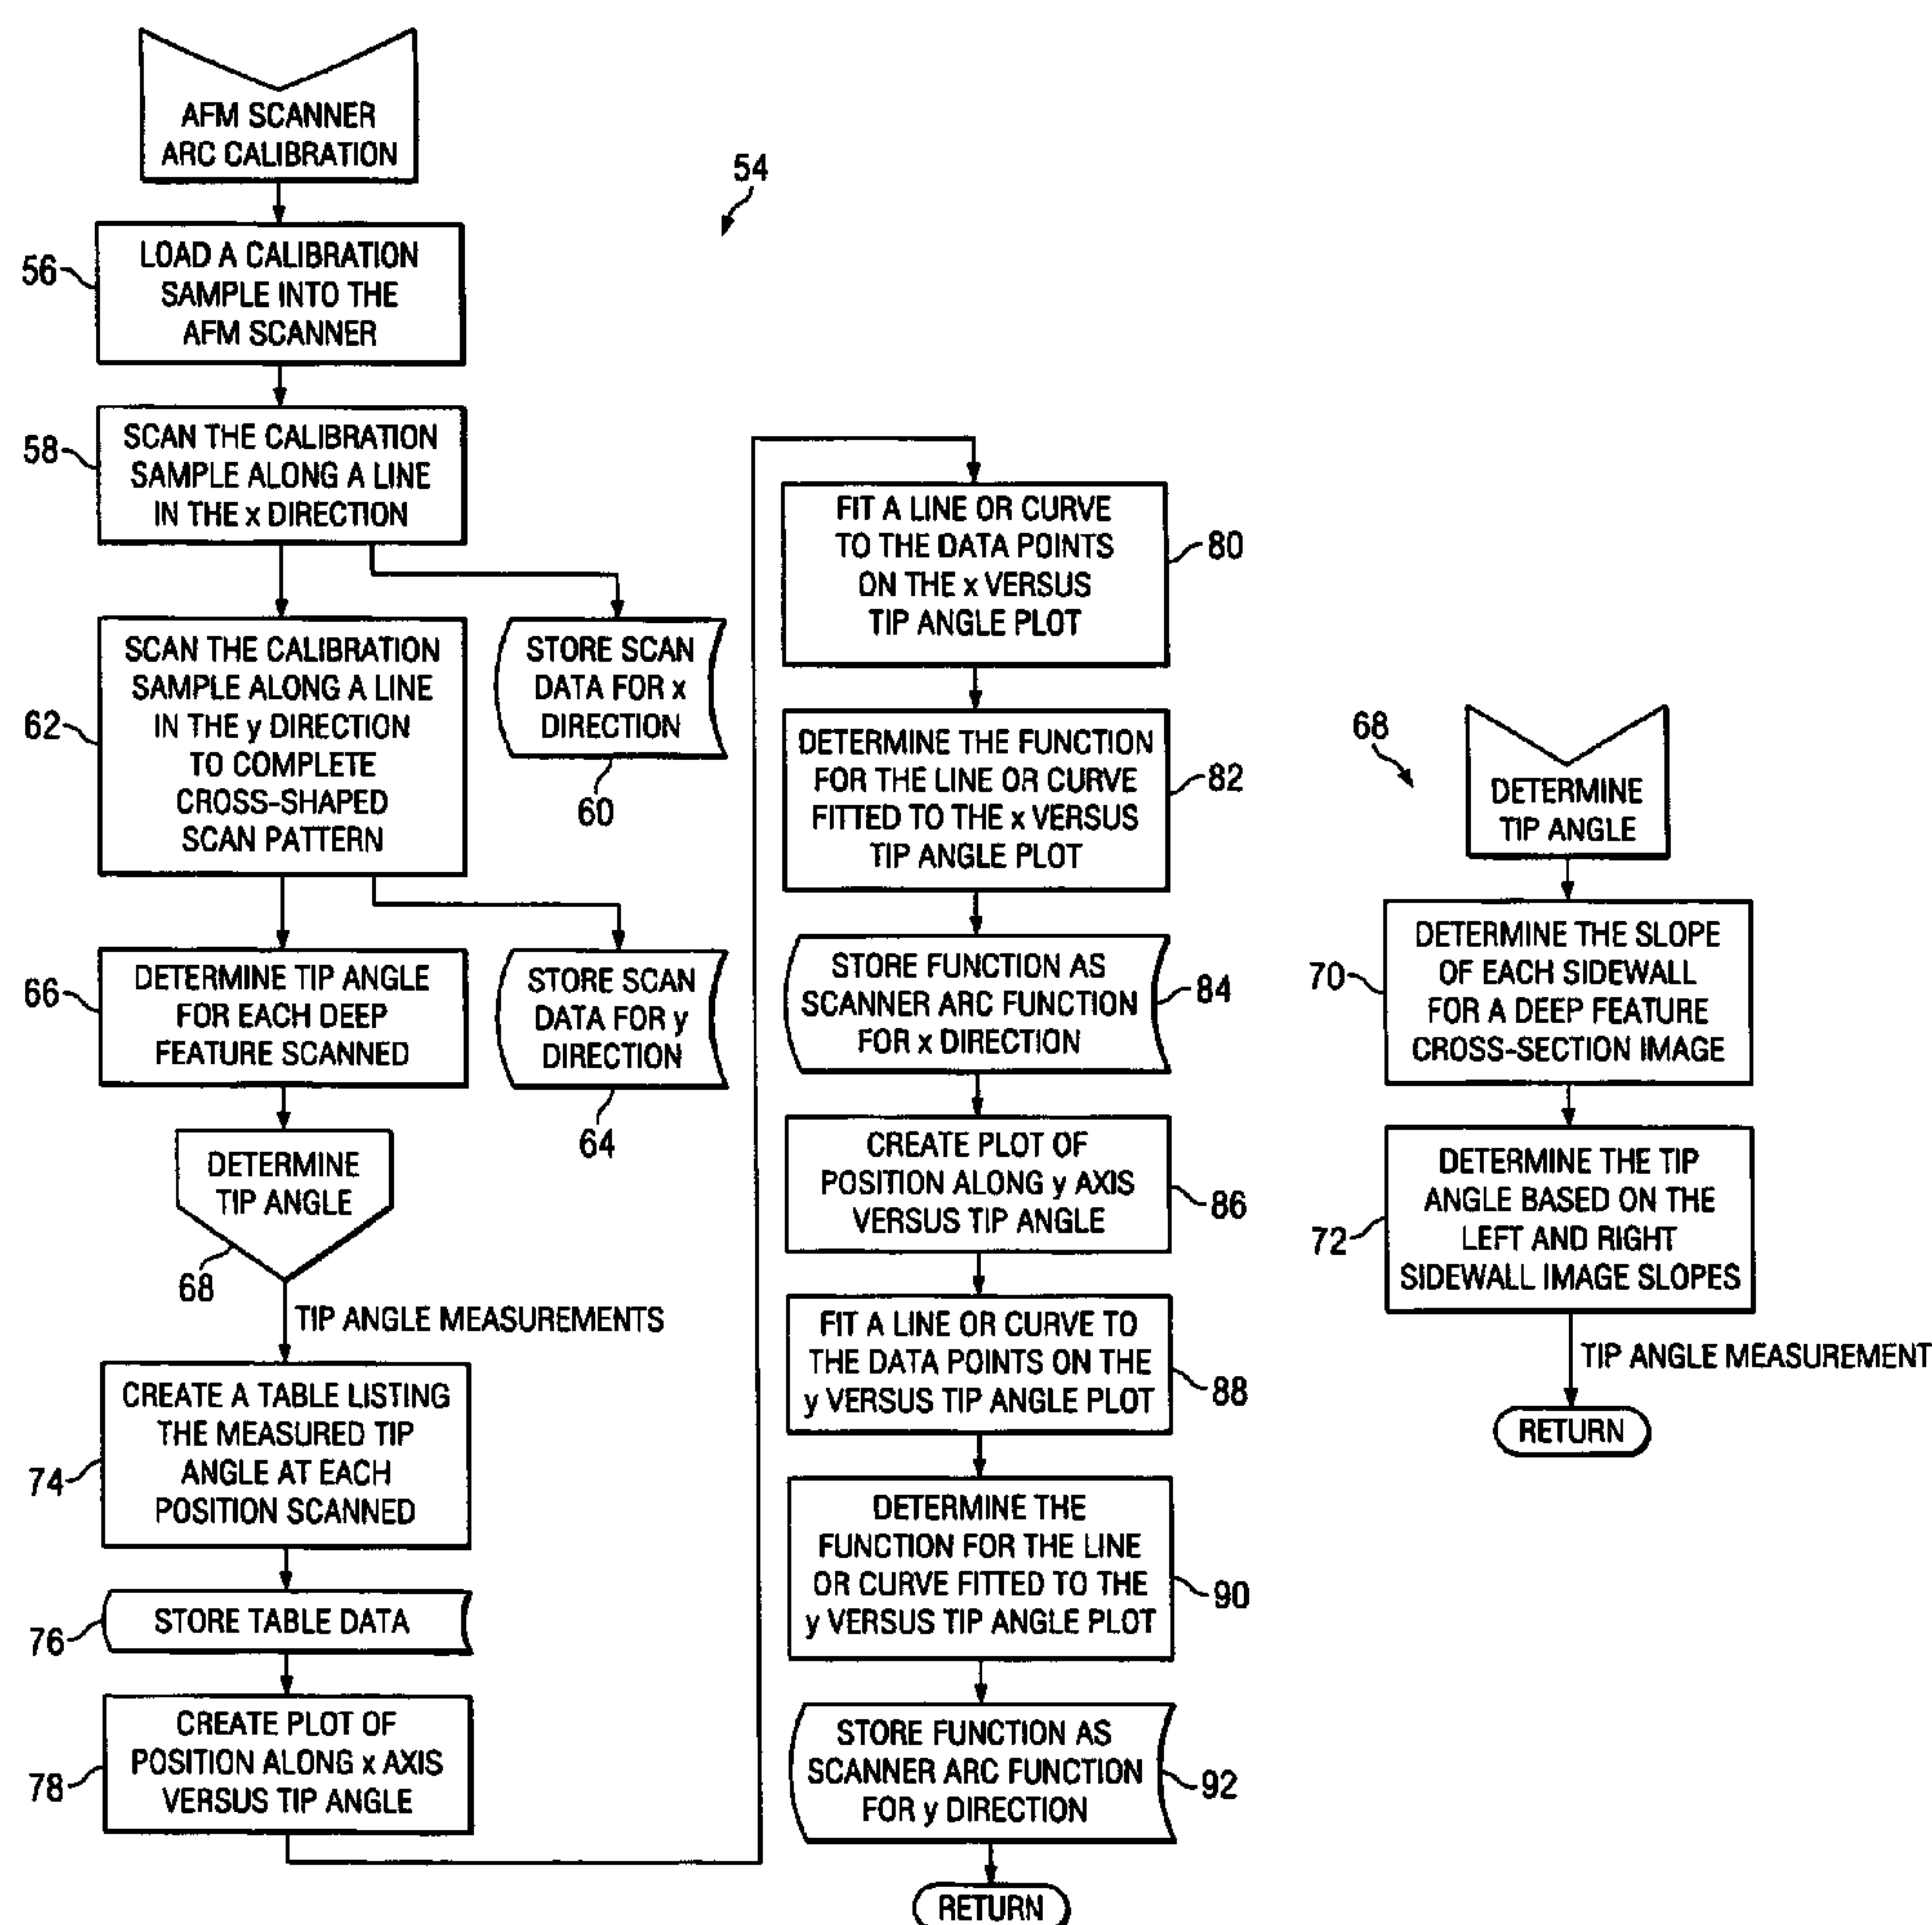 AFM SCANNER
ARC CALIBRATION
54
56
LOAD A CALIBRATION
SAMPLE INTO THE
AFM SCANNER
58
SCAN THE CALIBRATION
SAMPLE ALONG A LINE
IN THE x DIRECTION
62
SCAN THE CALIBRATION
SAMPLE ALONG A LINE
IN THE y DIRECTION
TO COMPLETE
CROSS-SHAPED
SCAN PATTERN
STORE SCAN
DATA FOR x
DIRECTION
60
66
DETERMINE TIP ANGLE
FOR EACH DEEP
FEATURE SCANNED
STORE SCAN
DATA FOR y
DIRECTION
64
DETERMINE
TIP ANGLE
68
TIP ANGLE MEASUREMENTS
74
CREATE A TABLE LISTING
THE MEASURED TIP
ANGLE AT EACH
POSITION SCANNED
76
STORE TABLE DATA
78
CREATE PLOT OF
POSITION ALONG x AXIS
VERSUS TIP ANGLE
FIT A LINE OR CURVE
TO THE DATA POINTS
ON THE x VERSUS
TIP ANGLE PLOT
80
DETERMINE THE FUNCTION
FOR THE LINE OR CURVE
FITTED TO THE x VERSUS
TIP ANGLE PLOT
82
STORE FUNCTION AS
SCANNER ARC FUNCTION
FOR x DIRECTION
84
CREATE PLOT OF
POSITION ALONG y AXIS
VERSUS TIP ANGLE
86
FIT A LINE OR CURVE TO
THE DATA POINTS ON THE
y VERSUS TIP ANGLE PLOT
88
DETERMINE THE
FUNCTION FOR THE LINE
OR CURVE FITTED TO THE
y VERSUS TIP ANGLE PLOT
90
STORE FUNCTION AS
SCANNER ARC FUNCTION
FOR y DIRECTION
92
RETURN
68
DETERMINE
TIP ANGLE
70
DETERMINE THE SLOPE
OF EACH SIDEWALL
FOR A DEEP FEATURE
CROSS-SECTION IMAGE
72
DETERMINE THE TIP
ANGLE BASED ON THE
LEFT AND RIGHT
SIDEWALL IMAGE SLOPES
TIP ANGLE MEASUREMENT
RETURN